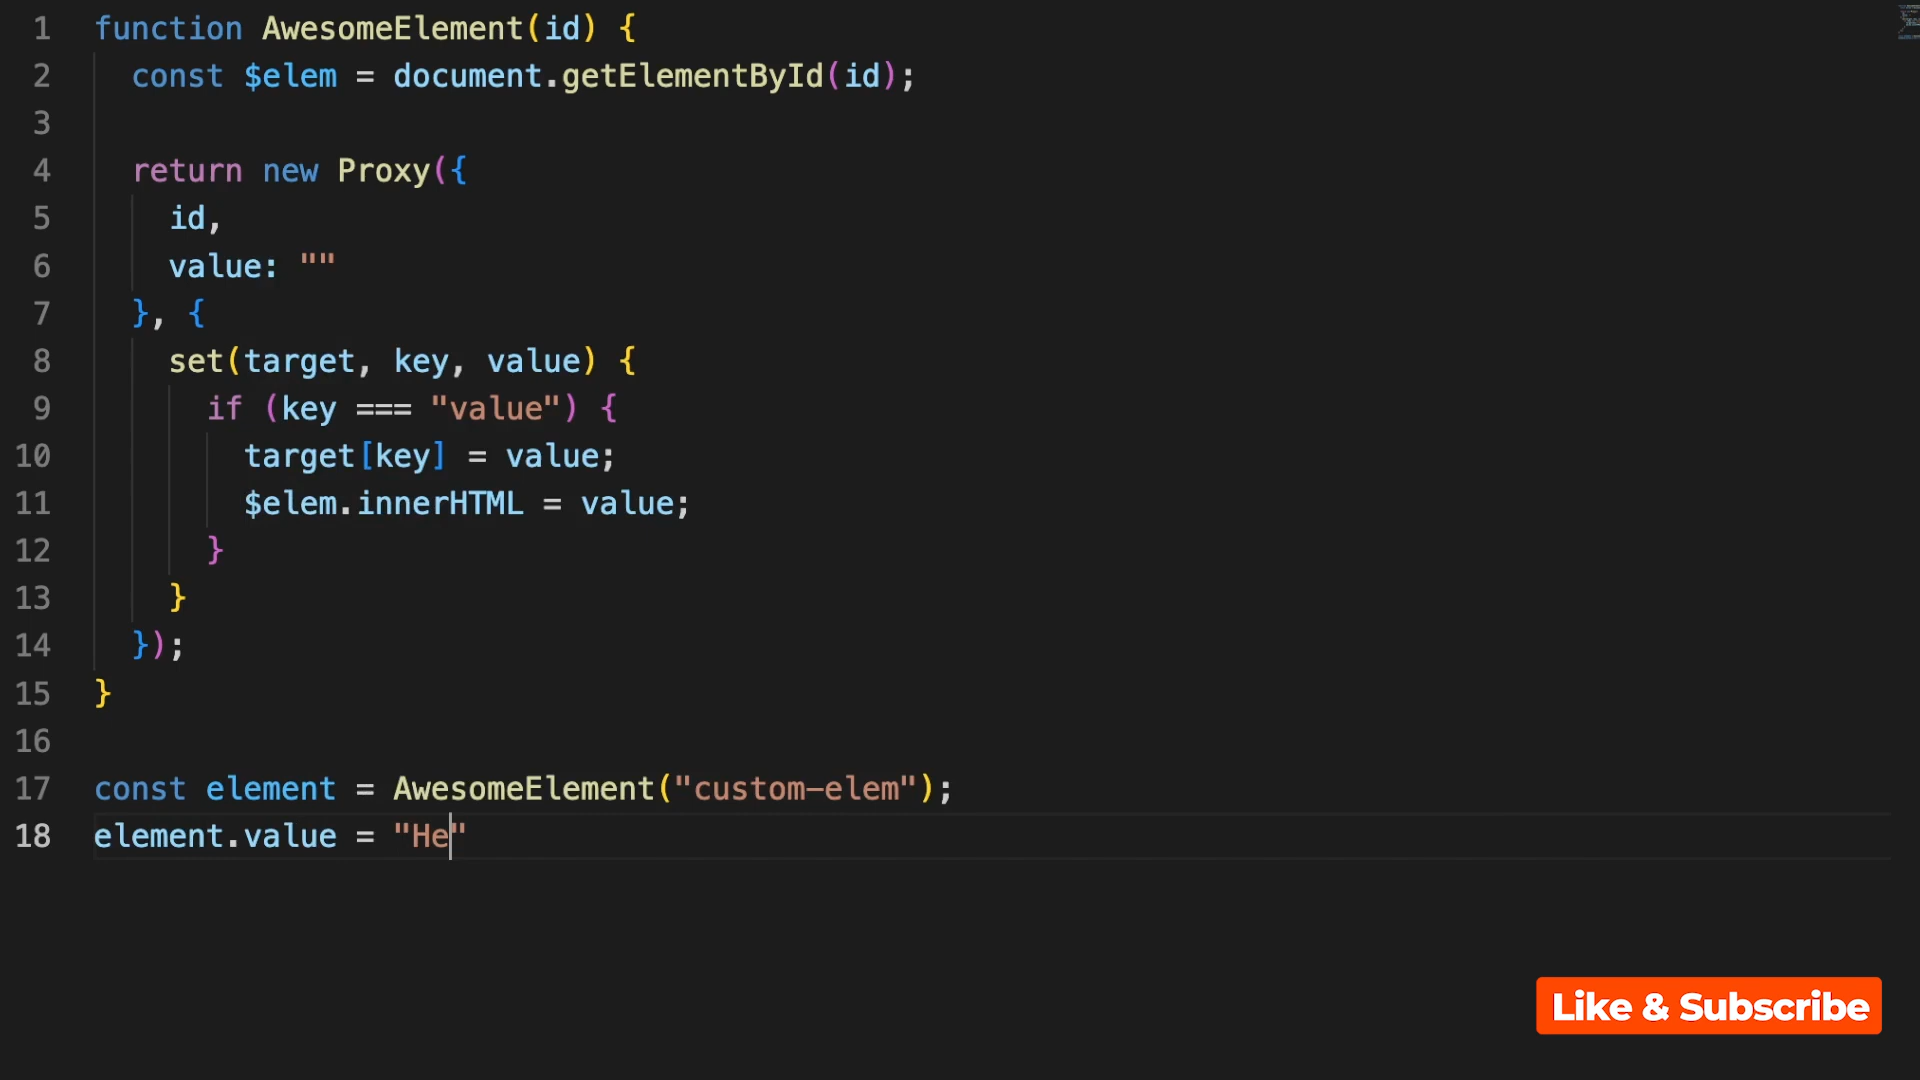 1 function AwesomeElement(id) {
2 const $elem = document.getElementById(id);
3
4 return new Proxy({
5 id,
6 value: ""
7 }, {
8 set(target, key, value) {
9 if (key === "value") {
10 target[key] = value;
11 $elem.innerHTML = value;
12 }
13 }
14 });
15 }
16
17 const element = AwesomeElement("custom-elem");
18 element.value = "He"
Like & Subscribe